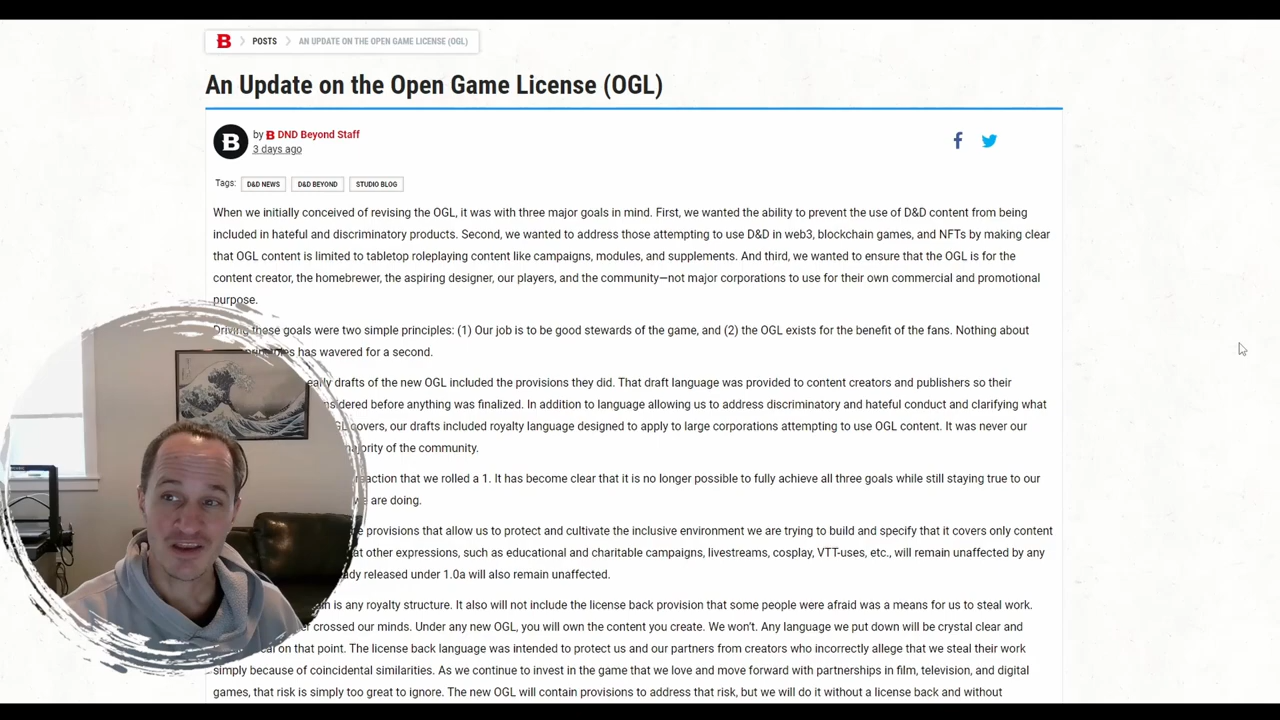 B POSTS AN UPDATE ON THE OPEN GAME LICENSE (OGL)
An Update on the Open Game License (OGL)
B
by B DND Beyond Staff
3 days ago
f
Tags: D&D NEWS D&D BEYOND STUDIO BLOG
When we initially conceived of revising the OGL, it was with three major goals in mind. First, we wanted the ability to prevent the use of D&D content from being
included in hateful and discriminatory products. Second, we wanted to address those attempting to use D&D in web3, blockchain games, and NFTs by making clear
that OGL content is limited to tabletop roleplaying content like campaigns, modules, and supplements. And third, we wanted to ensure that the OGL is for the
content creator, the homebrewer, the aspiring designer, our players, and the community—not major corporations to use for their own commercial and promotional
purpose.
Driving these goals were two simple principles: (1) Our job is to be good stewards of the game, and (2) the OGL exists for the benefit of the fans. Nothing about
has wavered for a second.
early drafts of the new OGL included the provisions they did. That draft language was provided to content creators and publishers so their
before anything was finalized. In addition to language allowing us to address discriminatory and hateful conduct and clarifying what
covers, our drafts included royalty language designed to apply to large corporations attempting to use OGL content. It was never our
of the community.
reaction that we rolled a 1. It has become clear that it is no longer possible to fully achieve all three goals while still staying true to our
are doing.
provisions that allow us to protect and cultivate the inclusive environment we are trying to build and specify that it covers only content
other expressions, such as educational and charitable campaigns, livestreams, cosplay, VTT-uses, etc., will remain unaffected by any
released under 1.0a will also remain unaffected.
is any royalty structure. It also will not include the license back provision that some people were afraid was a means for us to steal work.
crossed our minds. Under any new OGL, you will own the content you create. We won't. Any language we put down will be crystal clear and
on that point. The license back language was intended to protect us and our partners from creators who incorrectly allege that we steal their work
simply because of coincidental similarities. As we continue to invest in the game that we love and move forward with partnerships in film, television, and digital
games, that risk is simply too great to ignore. The new OGL will contain provisions to address that risk, but we will do it without a license back and without